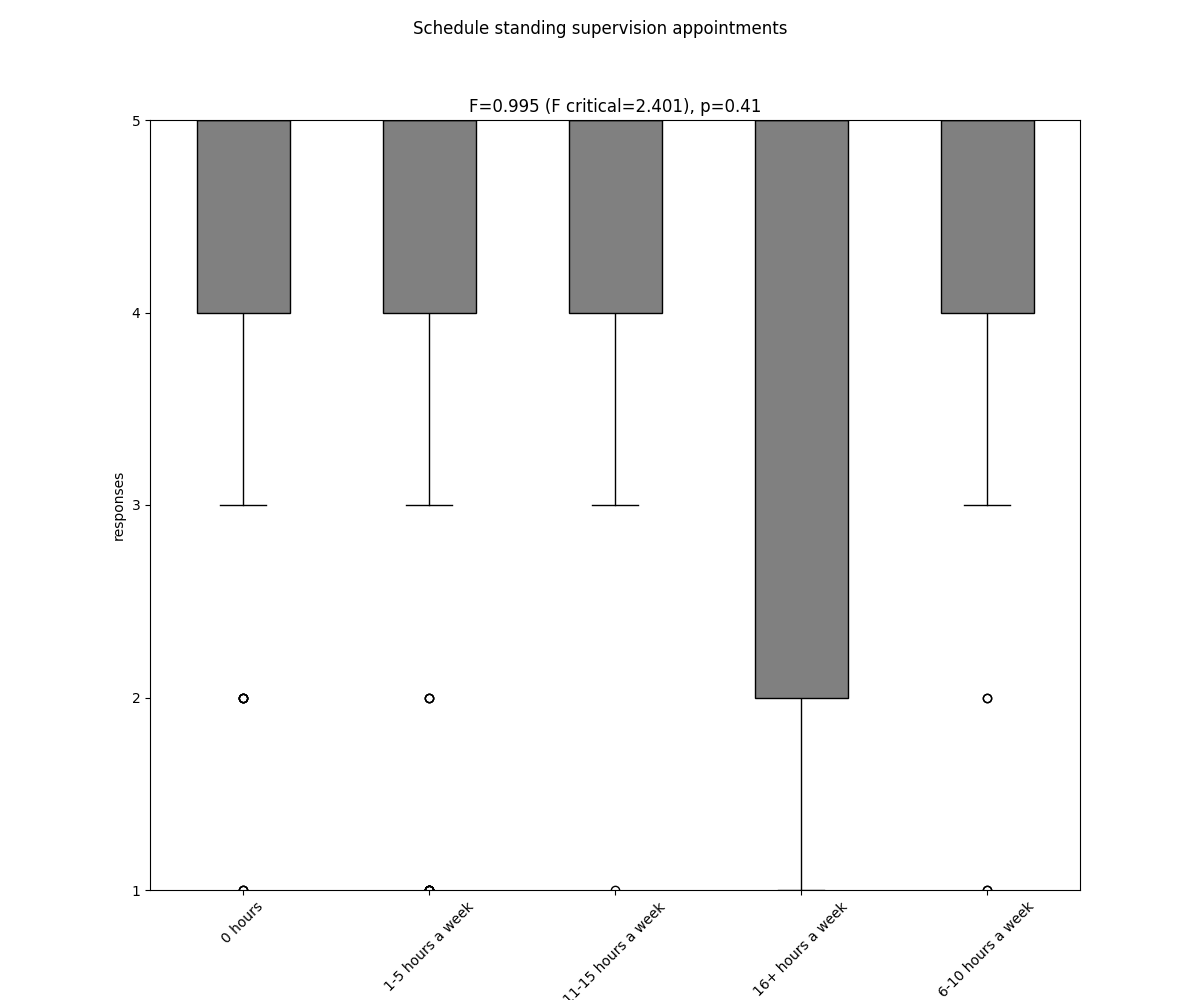 Schedule standing supervision appointments
F=0.995 (F critical=2.401), p=0.41
5
4
3
2
1
responses
0 hours
1-5 hours a week
11-15 hours a week
16+ hours a week
6-10 hours a week